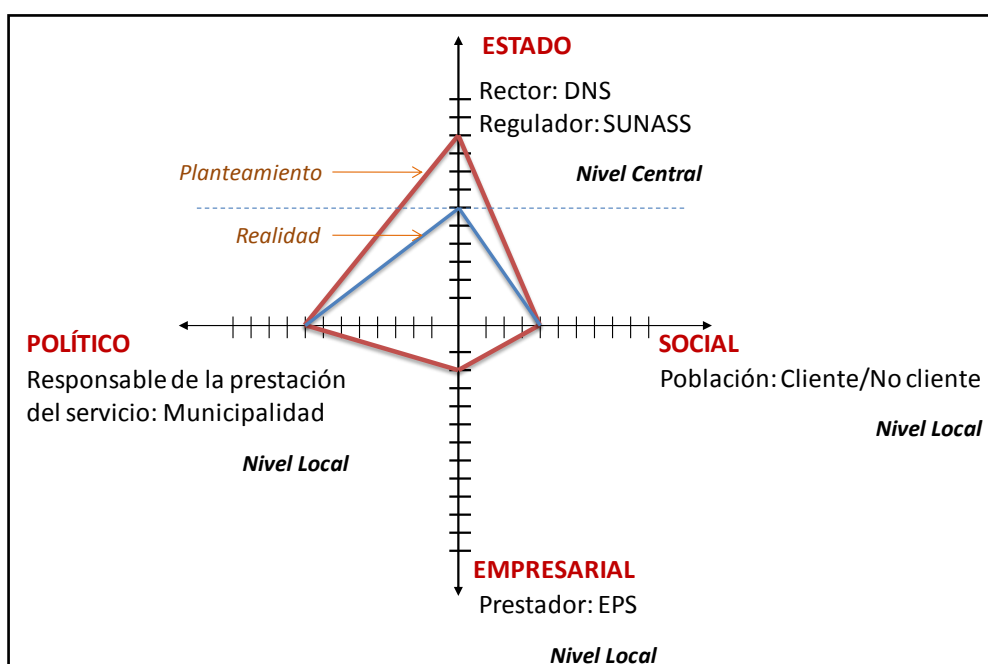 ESTADO
Rector: DNS
Regulador: SUNASS
Planteamiento
Nivel Central
Realidad
POLÍTICO
Responsable de la prestación
del servicio: Municipalidad
Nivel Local
SOCIAL
Población: Cliente/No cliente
Nivel Local
EMPRESARIAL
Prestador: EPS
Nivel Local